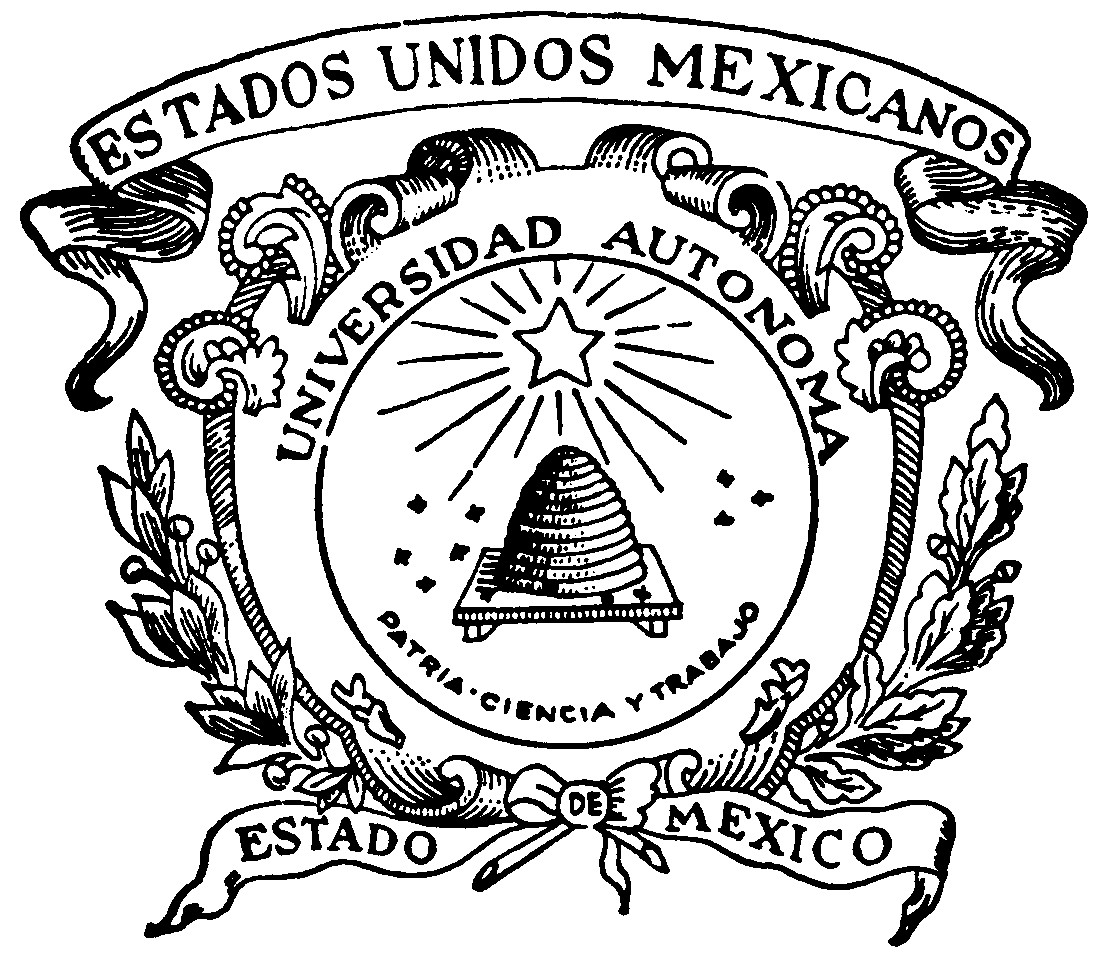 ESTADOS UNIDOS MEXICANOS
UNIVERSIDAD AUTONOMA
PATRIA·CIENCIA Y TRABAJO
ESTADO DE MEXICO